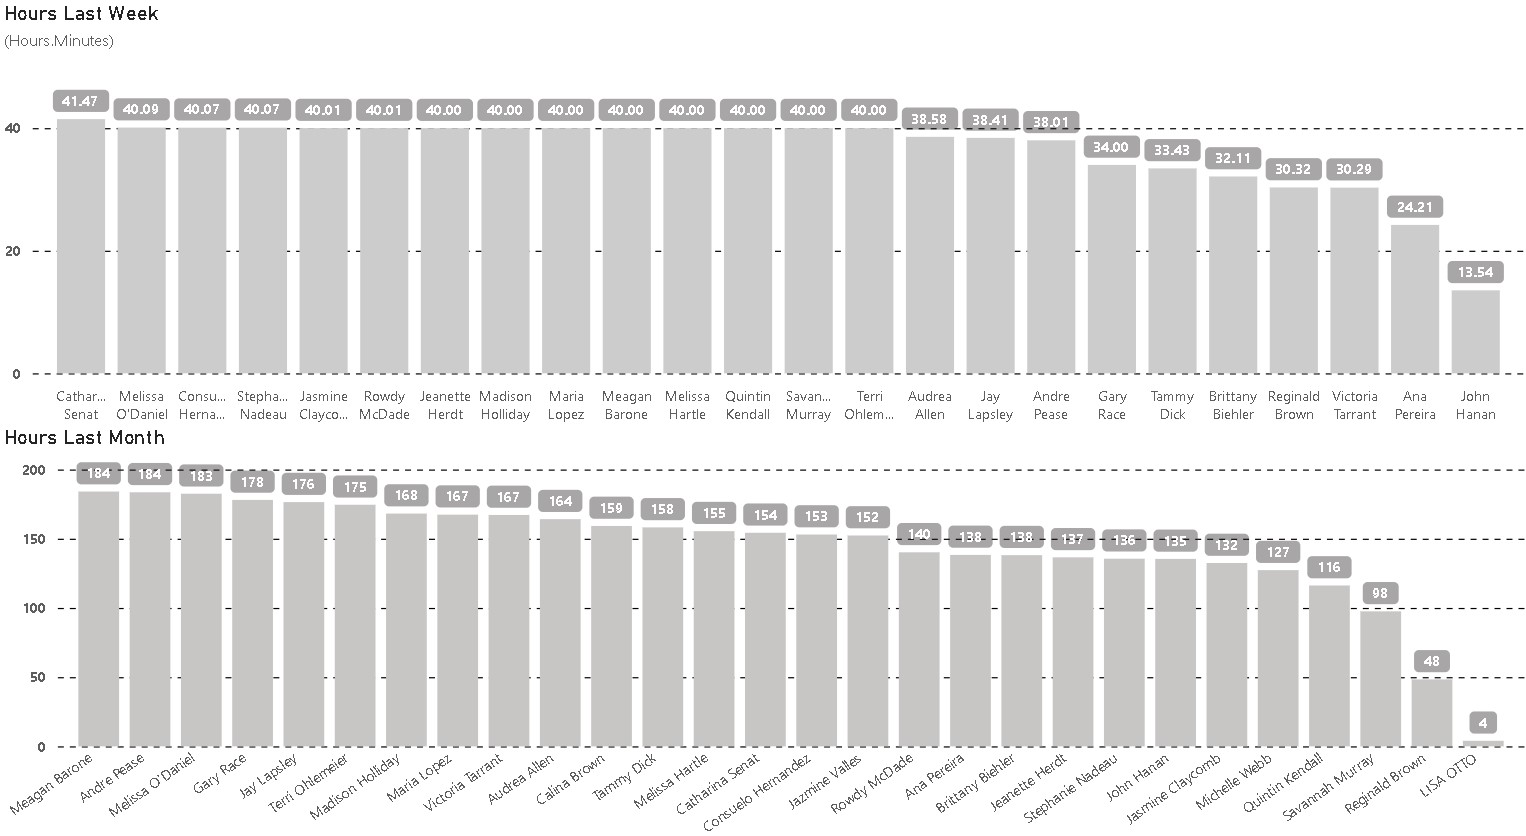 Hours Last Week
(Hours.Minutes)
41.47 40.09 40.07 40.07 40.01 40.01 40.00 40.00 40.00 40.00 40.00 40.00 40.00 40.00 38.58 38.41 38.01 34.00 33.43 32.11 30.32 30.29 24.21 13.54
40
20
0
Cathar... Melissa Consu... Stepha... Jasmine Rowdy Jeanette Madison Maria Meagan Melissa Quintin Savan... Terri Audrea Jay Andre Gary Tammy Brittany Reginald Victoria Ana John
Senat O'Daniel Herna... Nadeau Clayco... McDade Herdt Holliday Lopez Barone Hartle Kendall Murray Ohlem... Allen Lapsley Pease Race Dick Biehler Brown Tarrant Pereira Hanan
Hours Last Month
200
184 184 183 178 176 175 168 167 167 164 159 158 155 154 153 152 140 138 138 137 136 135 132 127 116 98 48 4
150
100
50
0
Meagan Barone
Andre Pease
Melissa O'Daniel
Gary Race
Jay Lapsley
Terri Ohlemeier
Madison Holliday
Maria Lopez
Victoria Tarrant
Audrea Allen
Calina Brown
Tammy Dick
Melissa Hartle
Catharina Senat
Consuelo Hernandez
Jazmine Valles
Rowdy McDade
Ana Pereira
Brittany Biehler
Jeanette Herdt
Stephanie Nadeau
John Hanan
Jasmine Claycomb
Michelle Webb
Quintin Kendall
Savannah Murray
Reginald Brown
LISA OTTO